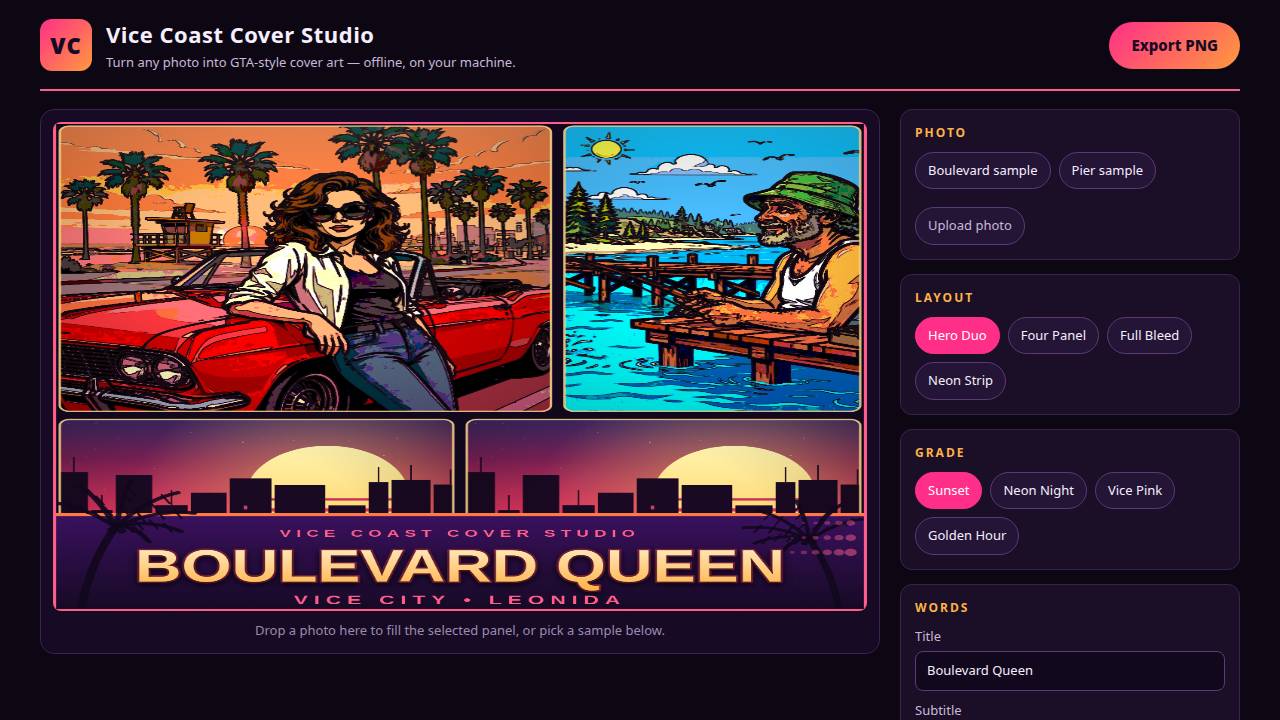 vc
Vice Coast Cover Studio
Turn any photo into GTA-style cover art — offline, on your machine.
Export PNG
VICE COAST COVER STUDIO
BOULEVARD QUEEN
VICE CITY • LEONIDA
Drop a photo here to fill the selected panel, or pick a sample below.
PHOTO
Boulevard sample
Pier sample
Upload photo
LAYOUT
Hero Duo
Four Panel
Full Bleed
Neon Strip
GRADE
Sunset
Neon Night
Vice Pink
Golden Hour
WORDS
Title
Boulevard Queen
Subtitle